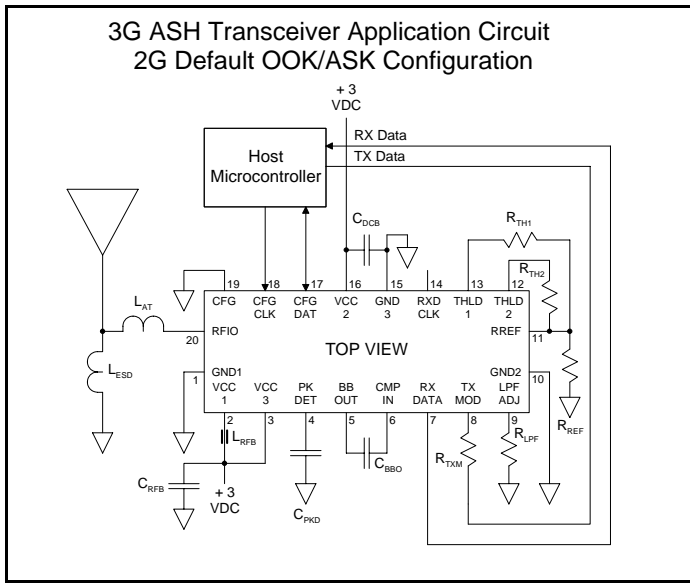 3G ASH Transceiver Application Circuit
2G Default OOK/ASK Configuration
+ 3
VDC
RX Data
TX Data
Host
Microcontroller
CDCB
RTH1
RTH2
19 18 17 16 15 14 13 12
CFG
CFG CLK
CFG DAT
VCC 2
GND 3
RXD CLK
THLD 1
THLD 2
LAT
20
RFIO
RREF
11
TOP VIEW
LESD
1
GND1
GND2
10
VCC 1
VCC 3
PK DET
BB OUT
CMP IN
RX DATA
TX MOD
LPF ADJ
2 3 4 5 6 7 8 9
LRFB
CBBO
RTXM
RLPF
RREF
CRFB
+ 3
VDC
CPKD